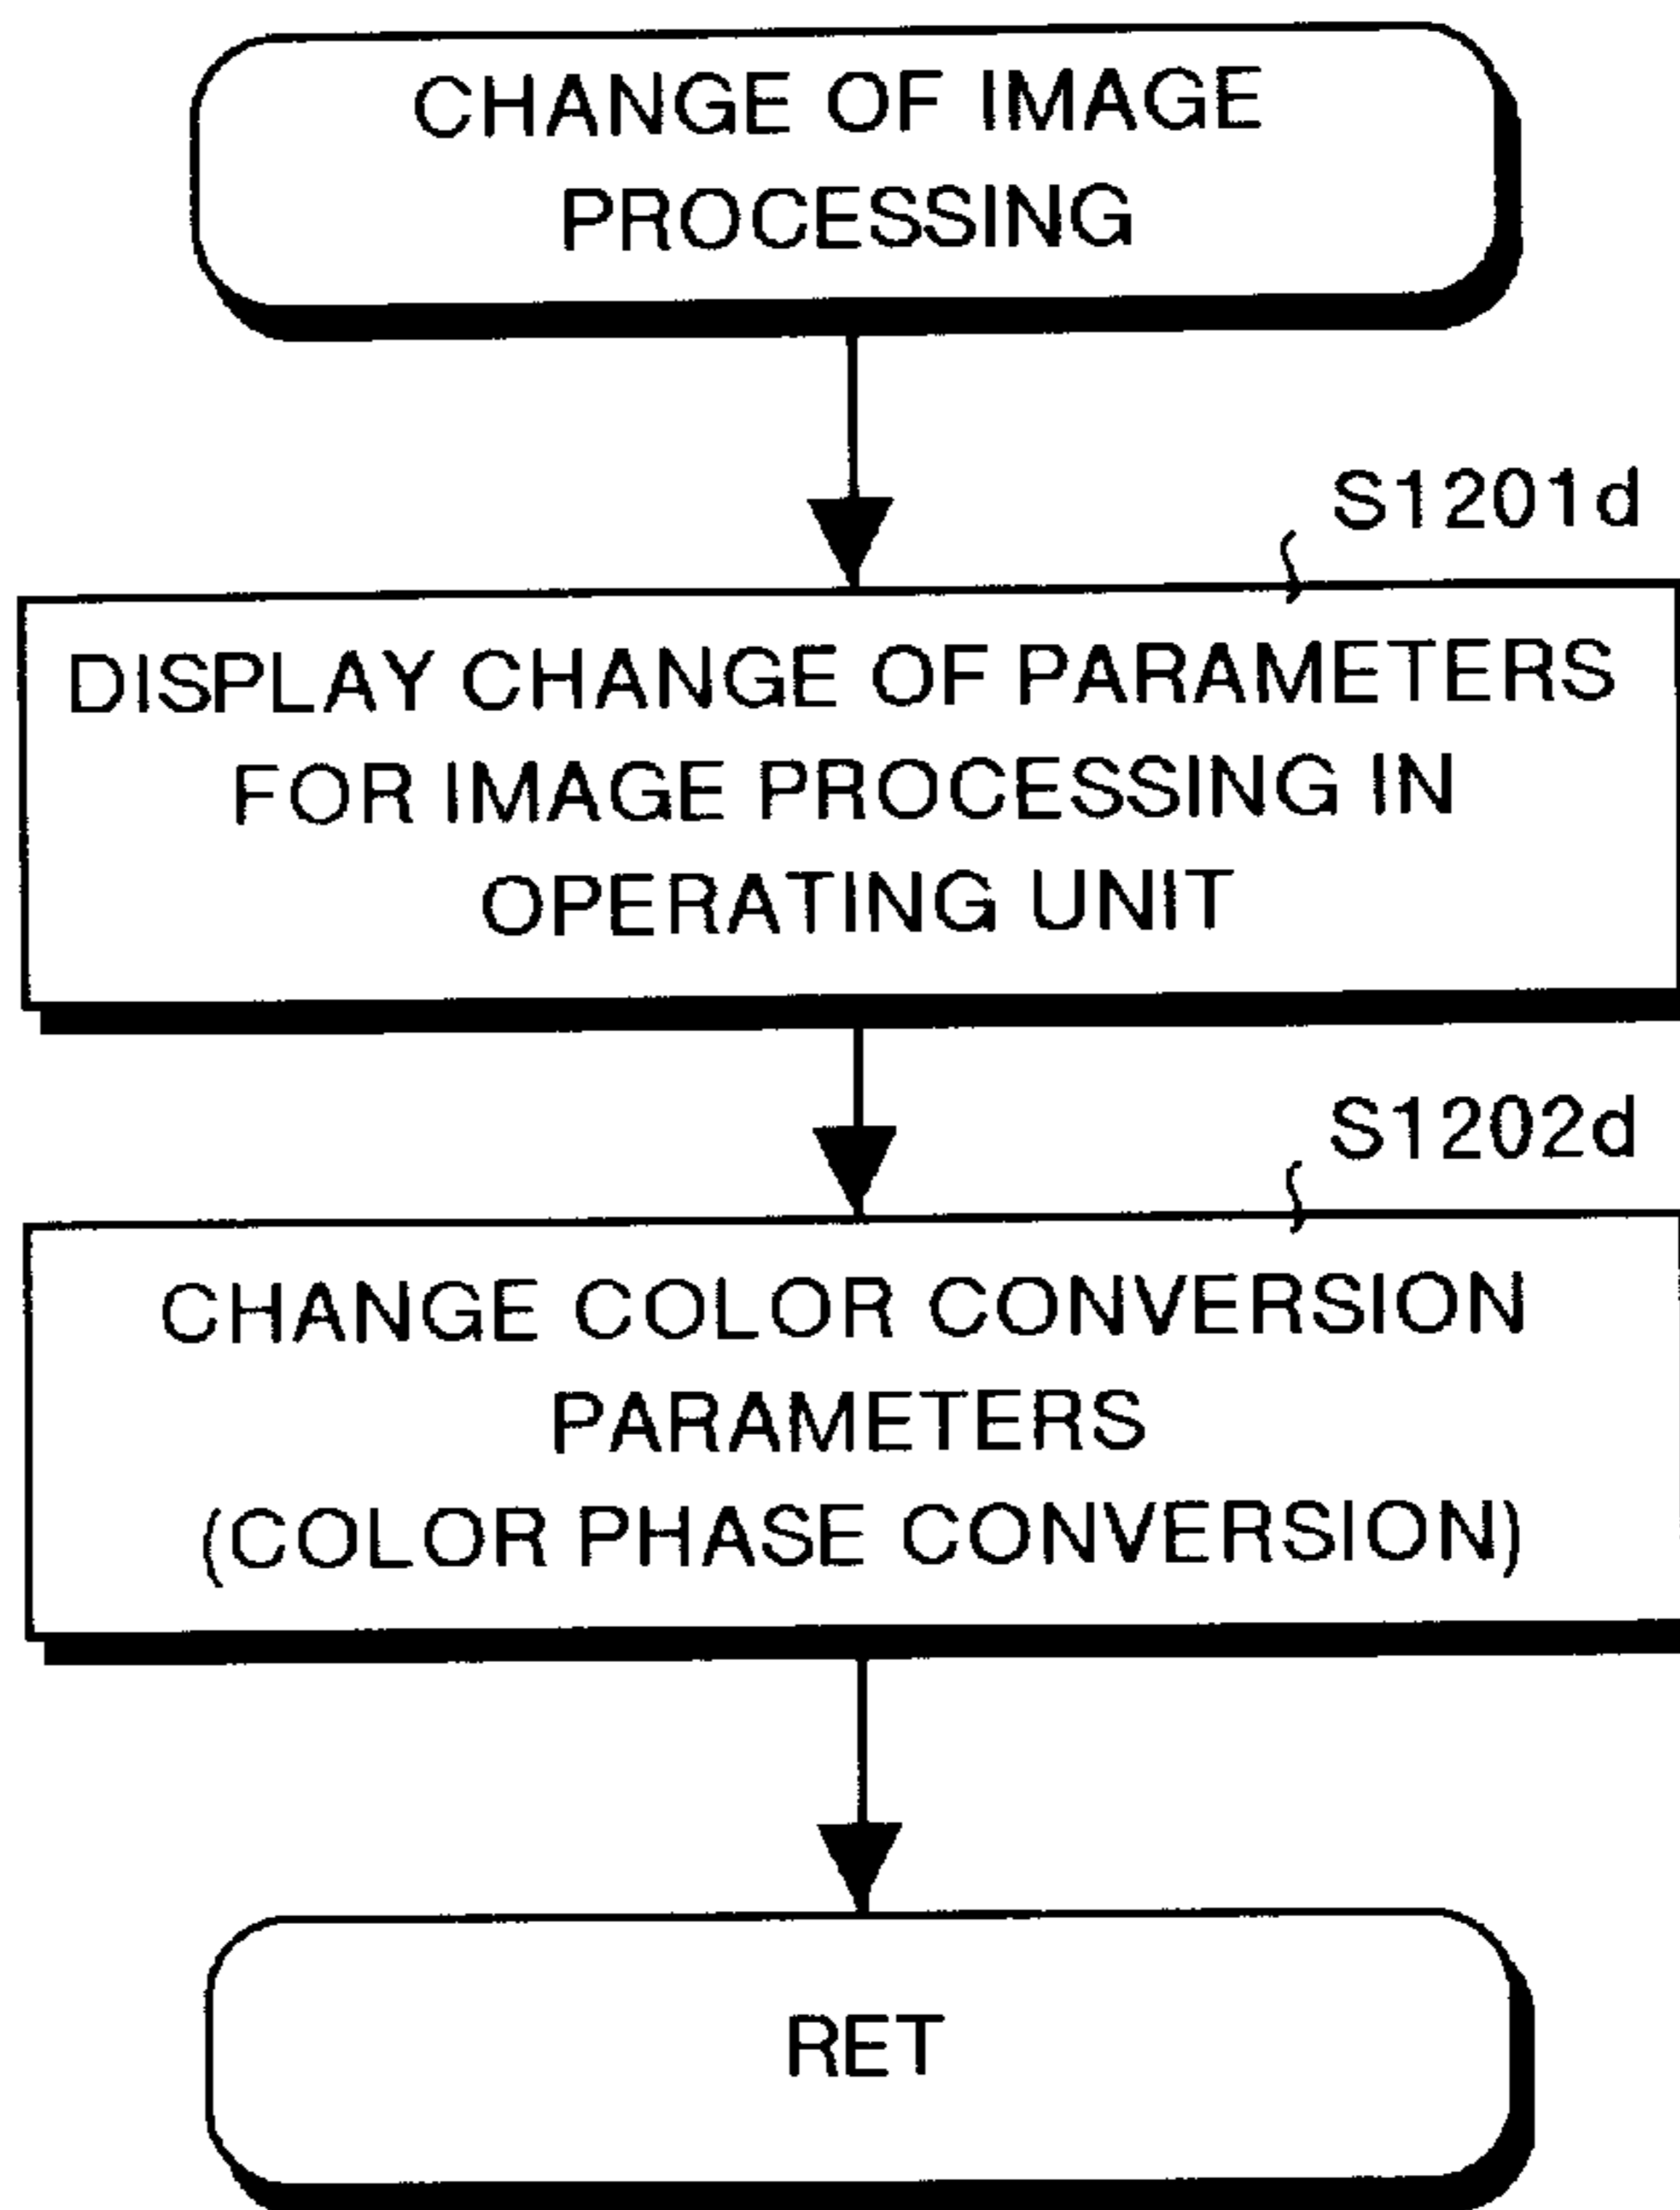 CHANGE OF IMAGE
PROCESSING
S1201d
DISPLAY CHANGE OF PARAMETERS
FOR IMAGE PROCESSING IN
OPERATING UNIT
S1202d
CHANGE COLOR CONVERSION
PARAMETERS
(COLOR PHASE CONVERSION)
RET